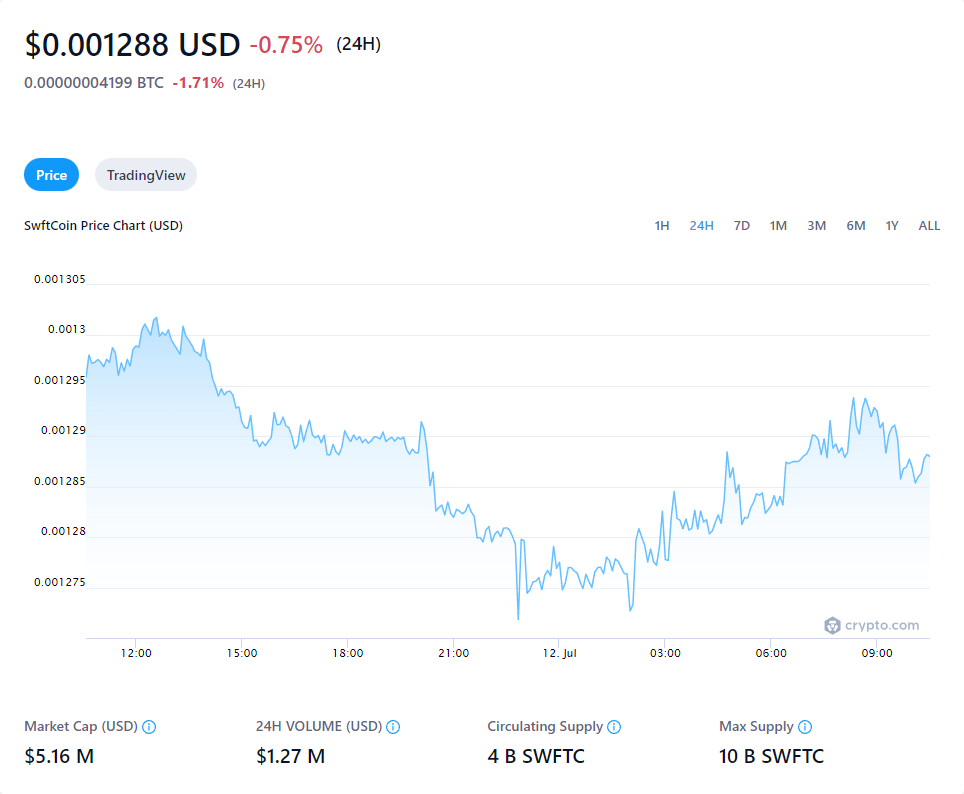 $0.001288 USD -0.75% (24H)
0.00000004199 BTC -1.71% (24H)
Price TradingView
SwftCoin Price Chart (USD) 1H 24H 7D 1M 3M 6M 1Y ALL
0.001305
0.0013
0.001295
0.00129
0.001285
0.00128
0.001275
crypto.com
12:00 15:00 18:00 21:00 12. Jul 03:00 06:00 09:00
Market Cap (USD) 24H VOLUME (USD) Circulating Supply Max Supply
$5.16 M $1.27 M 4 B SWFTC 10 B SWFTC